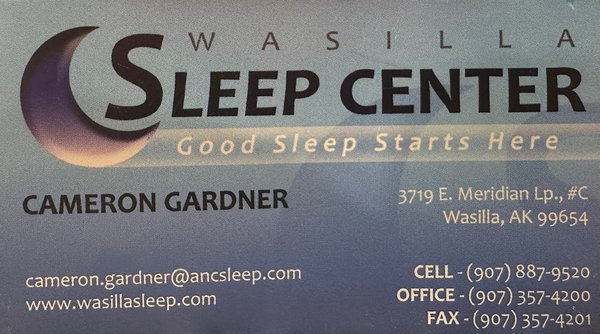 WASILLA
SLEEP CENTER
Good Sleep Starts Here
CAMERON GARDNER
3719 E. Meridian Lp., #C
Wasilla, AK 99654
cameron.gardner@ancsleep.com
www.wasillasleep.com
CELL - (907) 887-9520
OFFICE - (907) 357-4200
FAX - (907) 357-4201